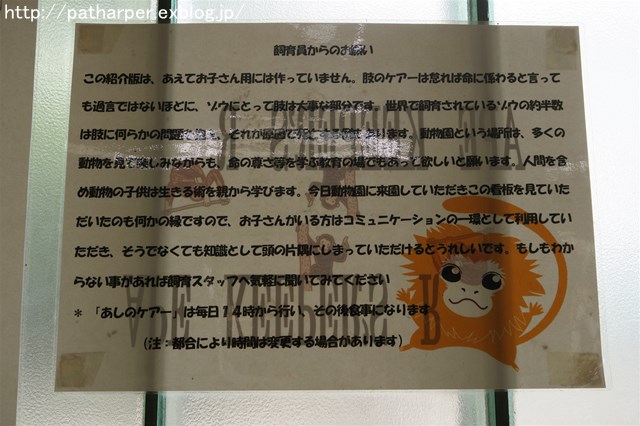 http://patharper.exblog.jp/
飼育員からのお願い
この紹介版は、あえてお子さん用には作っていません。肢のケアーは怠れば命に係わると言って
も過言ではないほどに、ゾウにとって肢は大事な部分です。世界で飼育されているゾウの約半数
は肢に何らかの問題を抱え、それが原因で死亡する例もあります。動物園という場所は、多くの
動物を見て楽しみながらも、命の尊さ等を学ぶ教育の場でもあって欲しいと願います。人間を含
め動物の子供は生きる術を親から学びます。今日動物園に来園していただきこの看板を見ていた
だいたのも何かの縁ですので、お子さんがいる方はコミュニケーションの一環として利用してい
ただき、そうでなくても知識として頭の片隅にしまっていただけるとうれしいです。もしもわか
らない事があれば飼育スタッフへ気軽に聞いてみてください
＊「あしのケアー」は毎日１４時から行い、その後食事になります
（注：都合により時間は変更する場合があります）